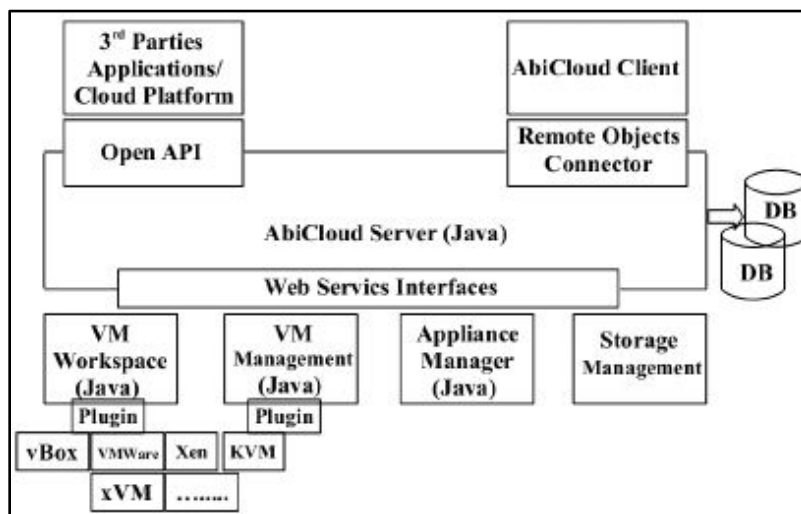 3rd Parties
Applications/
Cloud Platform
AbiCloud Client
Open API
Remote Objects
Connector
AbiCloud Server (Java)
DB
DB
Web Servics Interfaces
VM
Workspace
(Java)
VM
Management
(Java)
Appliance
Manager
(Java)
Storage
Management
Plugin
Plugin
vBox
VMWare
Xen
KVM
xVM
.........